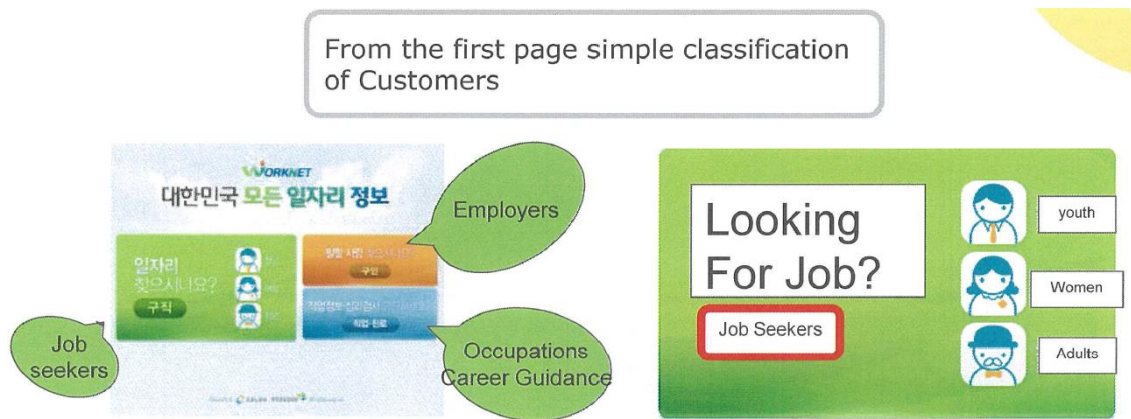 From the first page simple classification
of Customers
WORKNET
대한민국 모든 일자리 정보
일자리
찾으시나요?
구직
구인
직업·진로
Employers
Job
seekers
Occupations
Career Guidance
Looking
For Job?
Job Seekers
youth
Women
Adults